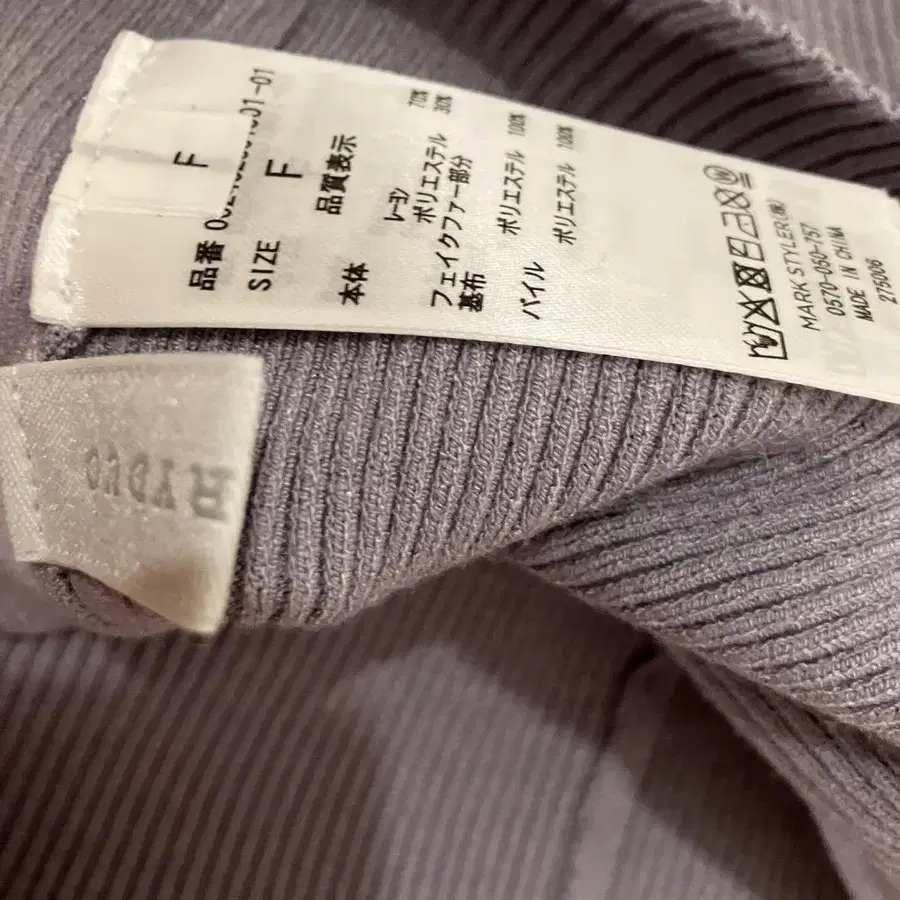 F
品番
SIZE F
品質表示
本体
レーヨン 70%
ポリエステル 30%
フェイクファー部分
基布
ポリエステル 100%
パイル
ポリエステル 100%
MARK STYLER(株)
0570-050-757
MADE IN CHINA
275006